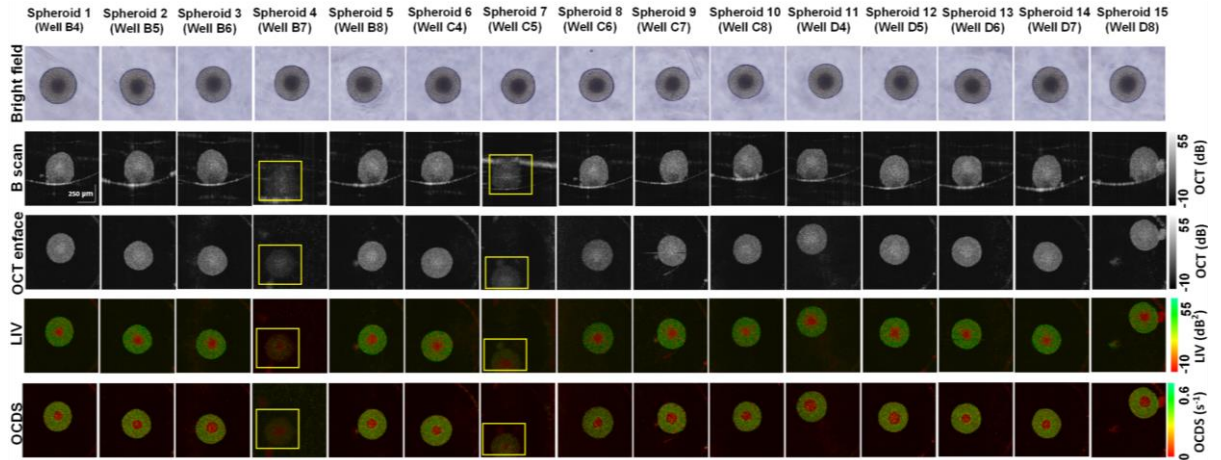 Spheroid 1 Spheroid 2 Spheroid 3 Spheroid 4 Spheroid 5 Spheroid 6 Spheroid 7 Spheroid 8 Spheroid 9 Spheroid 10 Spheroid 11 Spheroid 12 Spheroid 13 Spheroid 14 Spheroid 15
(Well B4) (Well B5) (Well B6) (Well B7) (Well B8) (Well C4) (Well C5) (Well C6) (Well C7) (Well C8) (Well D4) (Well D5) (Well D6) (Well D7) (Well D8)
Bright field
B scan
250 µm
-10 55
OCT (dB)
OCT enface
-10 55
OCT (dB)
LIV
-10 55
LIV (dB²)
OCDS
0 0.6
OCDS (s⁻¹)